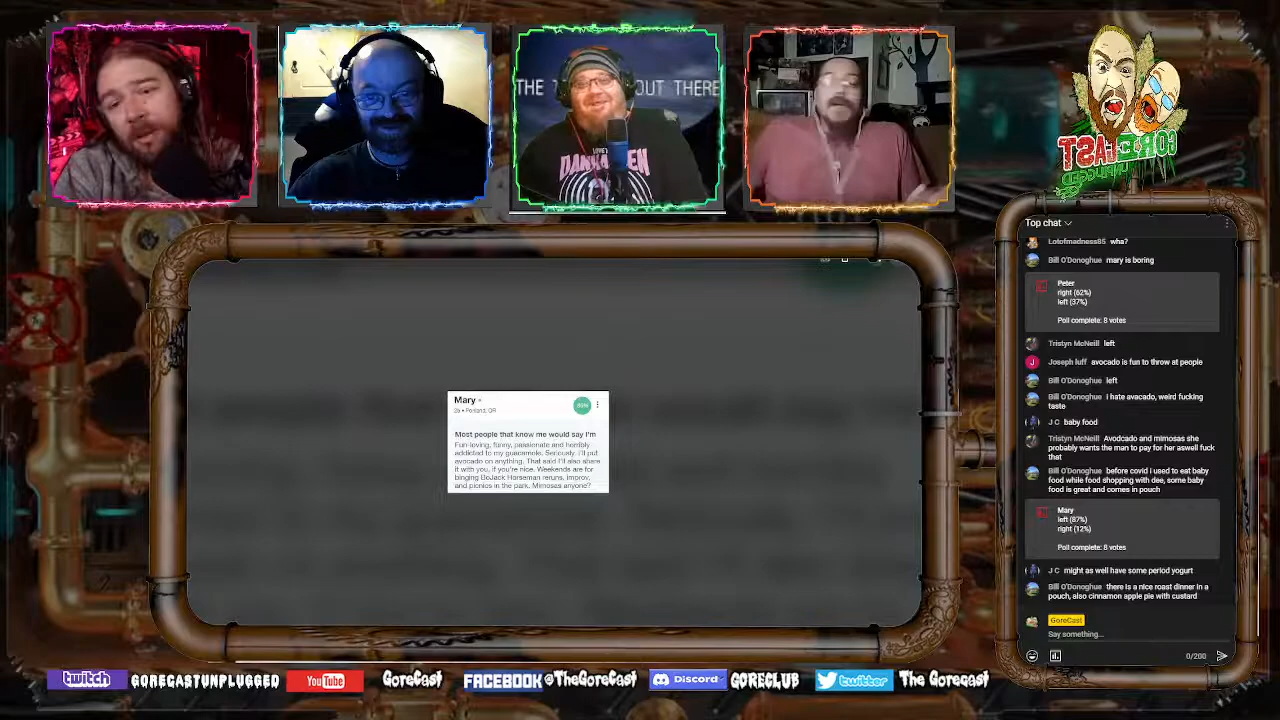 THE
OUT THERE
GORECAST
UNPLUGGED
Top chat
Lotofmadness85 wha?
Bill O'Donoghue mary is boring
Peter
right (62%)
left (37%)
Poll complete: 8 votes
Tristyn McNeill left
Joseph luff avocado is fun to throw at people
Bill O'Donoghue left
Bill O'Donoghue i hate avacado, weird fucking
taste
J C baby food
Tristyn McNeill Avodcado and mimosas she
probably wants the man to pay for her aswell fuck
that
Bill O'Donoghue before covid i used to eat baby
food while food shopping with dee, some baby
food is great and comes in pouch
Mary
left (87%)
right (12%)
Poll complete: 8 votes
J C might as well have some period yogurt
Bill O'Donoghue there is a nice roast dinner in a
pouch, also cinnamon apple pie with custard
GoreCast
Say something...
0/200
Mary
26 • Portland, OR
Most people that know me would say I'm
Fun-loving, funny, passionate and horribly
addicted to my guacamole. Seriously. I'll put
avocado on anything. That said I'll also share
it with you, if you're nice. Weekends are for
binging BoJack Horseman reruns, improv,
and picnics in the park. Mimosas anyone?
twitch GORECASTUNPLUGGED YouTube GoreCast FACEBOOK @TheGoreCast Discord GORECLUB twitter The Gorecast